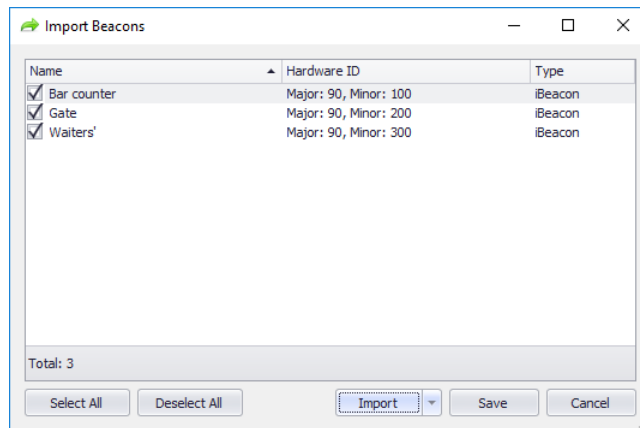 Import Beacons
Name Hardware ID Type
Bar counter Major: 90, Minor: 100 iBeacon
Gate Major: 90, Minor: 200 iBeacon
Waiters' Major: 90, Minor: 300 iBeacon
Total: 3
Select All Deselect All Import Save Cancel